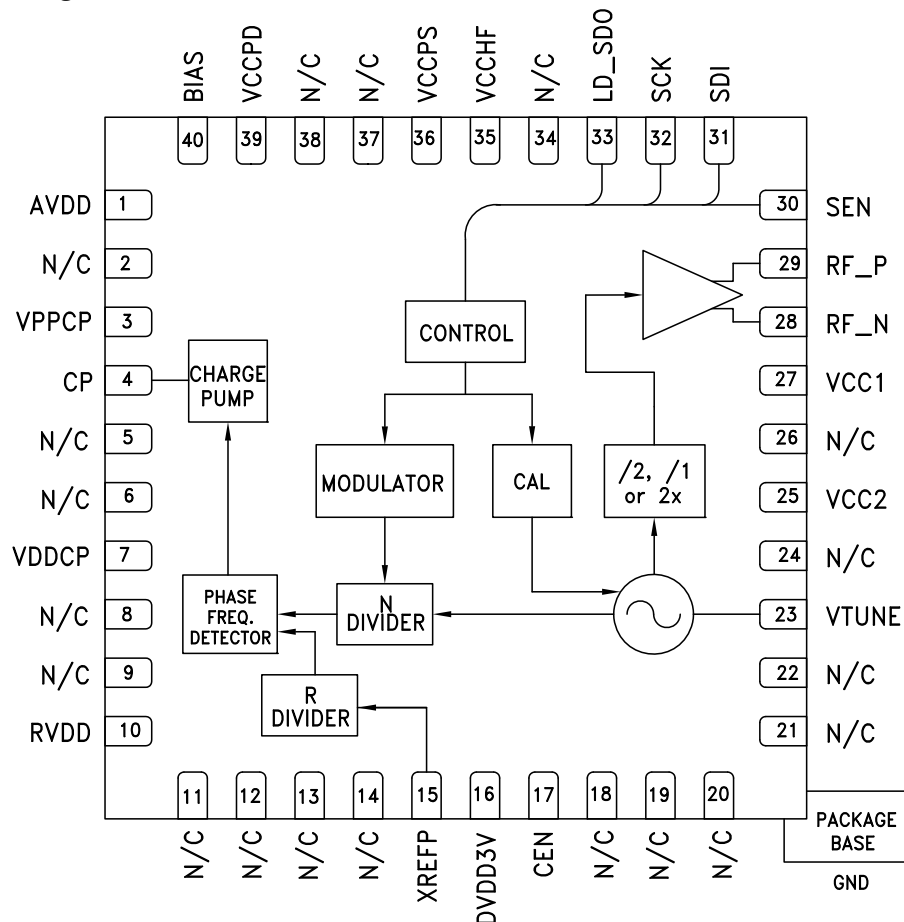 BIAS
VCCPD
N/C
N/C
VCCPS
VCCHF
N/C
LD_SDO
SCK
SDI
40
39
38
37
36
35
34
33
32
31
AVDD 1
N/C 2
VPPCP 3
CP 4
N/C 5
N/C 6
VDDCP 7
N/C 8
N/C 9
RVDD 10
30 SEN
29 RF_P
28 RF_N
27 VCC1
26 N/C
25 VCC2
24 N/C
23 VTUNE
22 N/C
21 N/C
CONTROL
CHARGE
PUMP
MODULATOR
CAL
/2, /1
or 2x
PHASE
FREQ.
DETECTOR
N
DIVIDER
R
DIVIDER
11
12
13
14
15
16
17
18
19
20
N/C
N/C
N/C
N/C
XREFP
DVDD3V
CEN
N/C
N/C
N/C
PACKAGE
BASE
GND